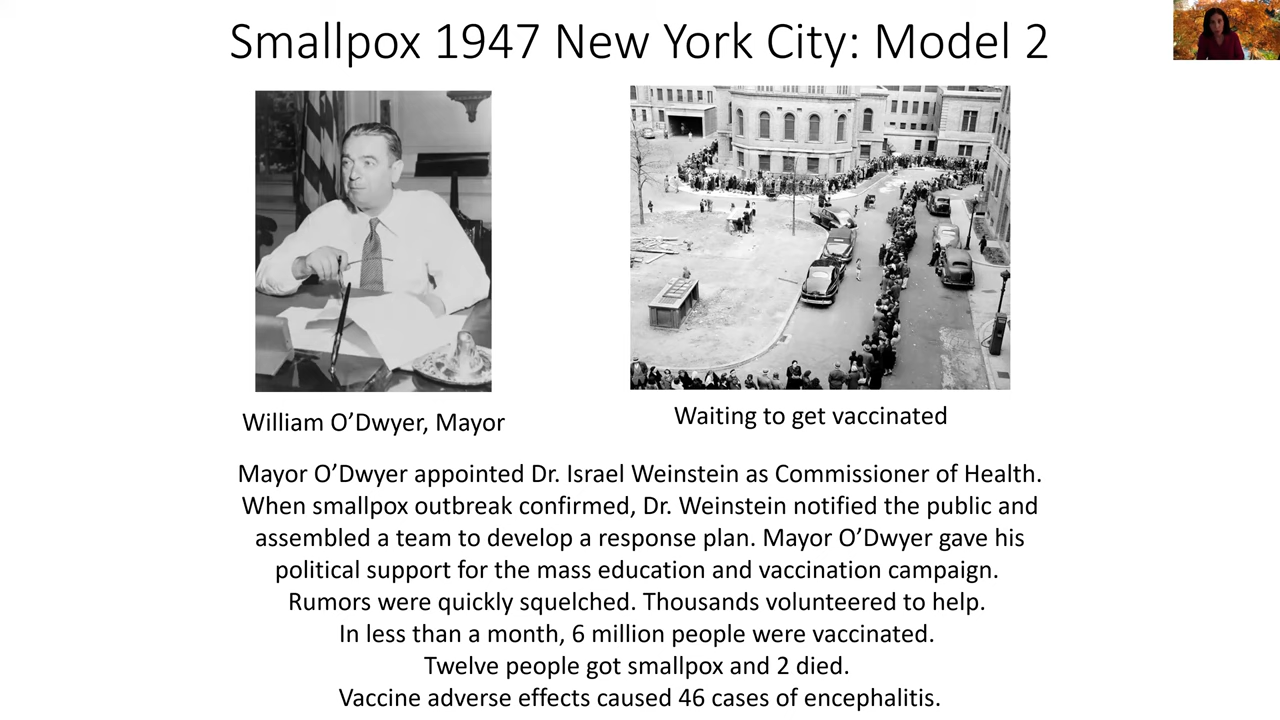 Smallpox 1947 New York City: Model 2
William O’Dwyer, Mayor
Waiting to get vaccinated
Mayor O’Dwyer appointed Dr. Israel Weinstein as Commissioner of Health.
When smallpox outbreak confirmed, Dr. Weinstein notified the public and
assembled a team to develop a response plan. Mayor O’Dwyer gave his
political support for the mass education and vaccination campaign.
Rumors were quickly squelched. Thousands volunteered to help.
In less than a month, 6 million people were vaccinated.
Twelve people got smallpox and 2 died.
Vaccine adverse effects caused 46 cases of encephalitis.